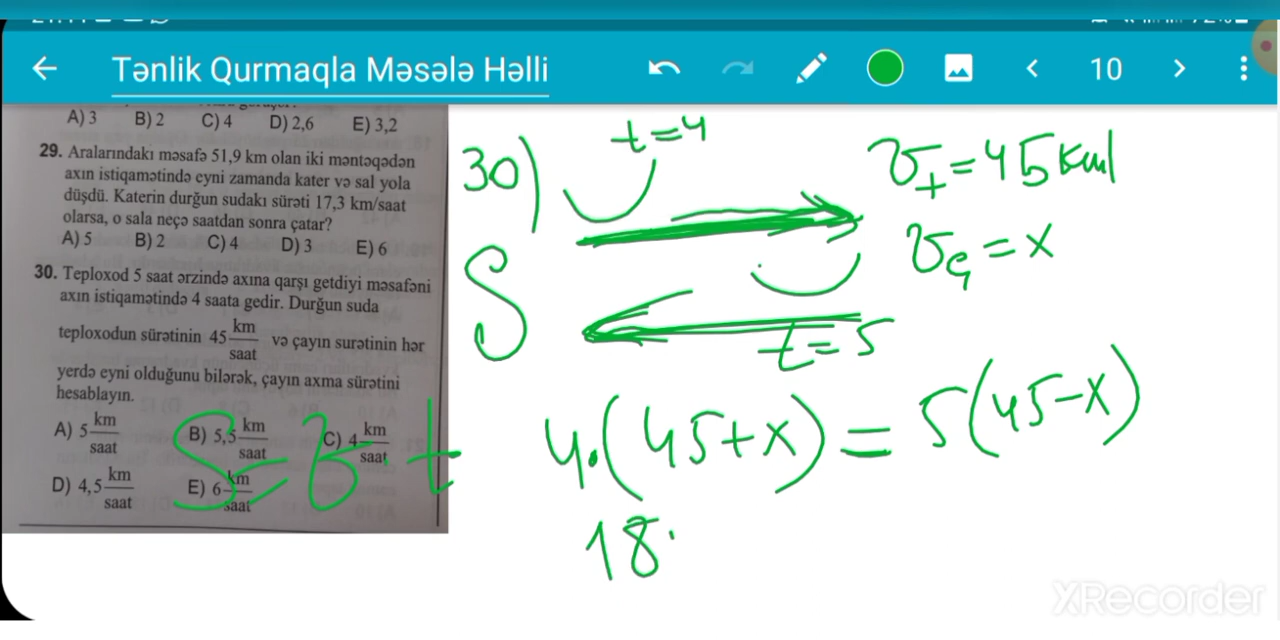 Tənlik Qurmaqla Məsələ Həlli
10
A) 3 B) 2 C) 4 D) 2,6 E) 3,2
29. Aralarındakı məsafə 51,9 km olan iki məntəqədən
axın istiqamətində eyni zamanda kater və sal yola
düşdü. Katerin durğun sudakı sürəti 17,3 km/saat
olarsa, o sala neçə saatdan sonra çatar?
A) 5 B) 2 C) 4 D) 3 E) 6
30. Teploxod 5 saat ərzində axına qarşı getdiyi məsafəni
axın istiqamətində 4 saata gedir. Durğun suda
teploxodun sürətinin 45 km/saat və çayın surətinin hər
yerdə eyni olduğunu bilərək, çayın axma sürətini
hesablayın.
A) 5 km/saat B) 5,5 km/saat C) 4 km/saat
D) 4,5 km/saat E) 6 km/saat
S=v·t
30)
t=4
S
t=5
v_t=45km
v_ç=x
4·(45+x)=5(45-x)
18
XRecorder